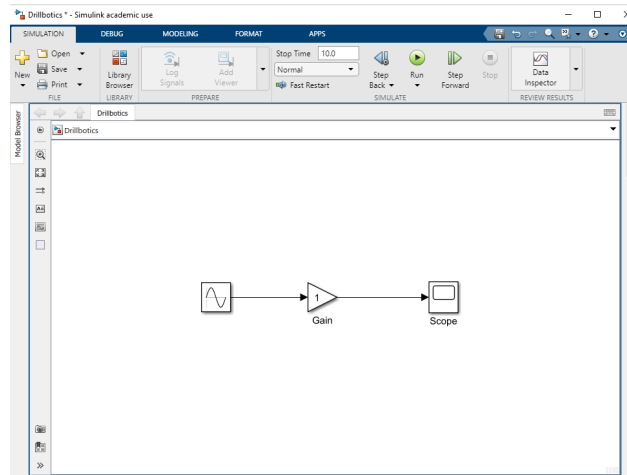 Drillbotics * - Simulink academic use
SIMULATION DEBUG MODELING FORMAT APPS
New
Open
Save
Print
FILE
Library
Browser
LIBRARY
Log
Signals
Add
Viewer
PREPARE
Stop Time 10.0
Normal
Fast Restart
Step
Back
Run
Step
Forward
Stop
SIMULATE
Data
Inspector
REVIEW RESULTS
Model Browser
Drillbotics
Drillbotics
1
Gain
Scope